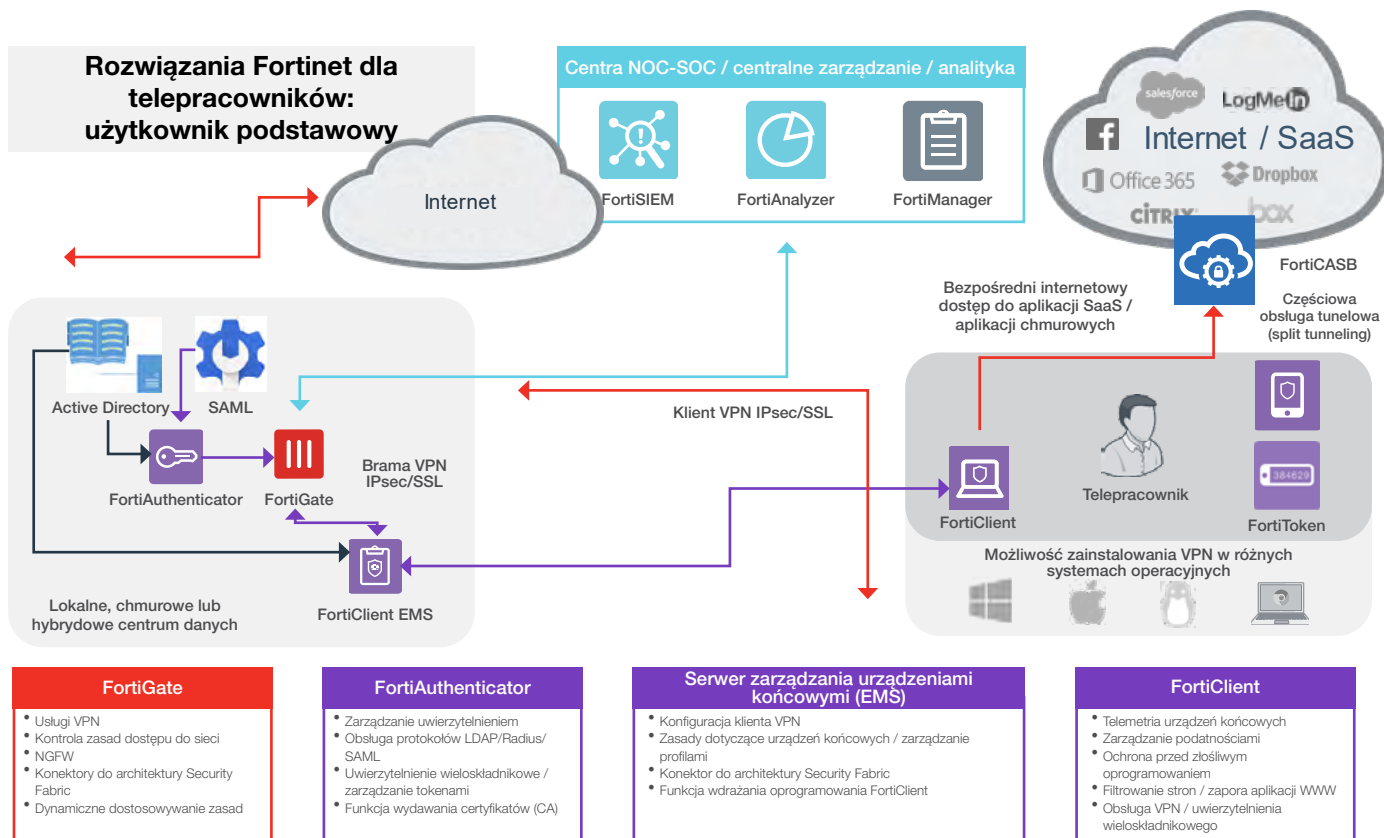 Rozwiązania Fortinet dla
telepracowników:
użytkownik podstawowy
Centra NOC-SOC / centralne zarządzanie / analityka
FortiSIEM
FortiAnalyzer
FortiManager
Internet
salesforce
LogMeIn
Internet / SaaS
Office 365
Dropbox
CİTRIX
box
FortiCASB
Bezpośredni internetowy
dostęp do aplikacji SaaS /
aplikacji chmurowych
Częściowa
obsługa tunelowa
(split tunneling)
Active Directory
SAML
FortiAuthenticator
FortiGate
Brama VPN
IPsec/SSL
FortiClient EMS
Lokalne, chmurowe lub
hybrydowe centrum danych
Klient VPN IPsec/SSL
FortiClient
Telepracownik
384629
FortiToken
Możliwość zainstalowania VPN w różnych
systemach operacyjnych
FortiGate
• Usługi VPN
• Kontrola zasad dostępu do sieci
• NGFW
• Konektory do architektury Security
Fabric
• Dynamiczne dostosowywanie zasad
FortiAuthenticator
• Zarządzanie uwierzytelnieniem
• Obsługa protokołów LDAP/Radius/
SAML
• Uwierzytelnienie wieloskładnikowe /
zarządzanie tokenami
• Funkcja wydawania certyfikatów (CA)
Serwer zarządzania urządzeniami
końcowymi (EMS)
• Konfiguracja klienta VPN
• Zasady dotyczące urządzeń końcowych / zarządzanie
profilami
• Konektor do architektury Security Fabric
• Funkcja wdrażania oprogramowania FortiClient
FortiClient
• Telemetria urządzeń końcowych
• Zarządzanie podatnościami
• Ochrona przed złośliwym
oprogramowaniem
• Filtrowanie stron / zapora aplikacji WWW
• Obsługa VPN / uwierzytelnienia
wieloskładnikowego